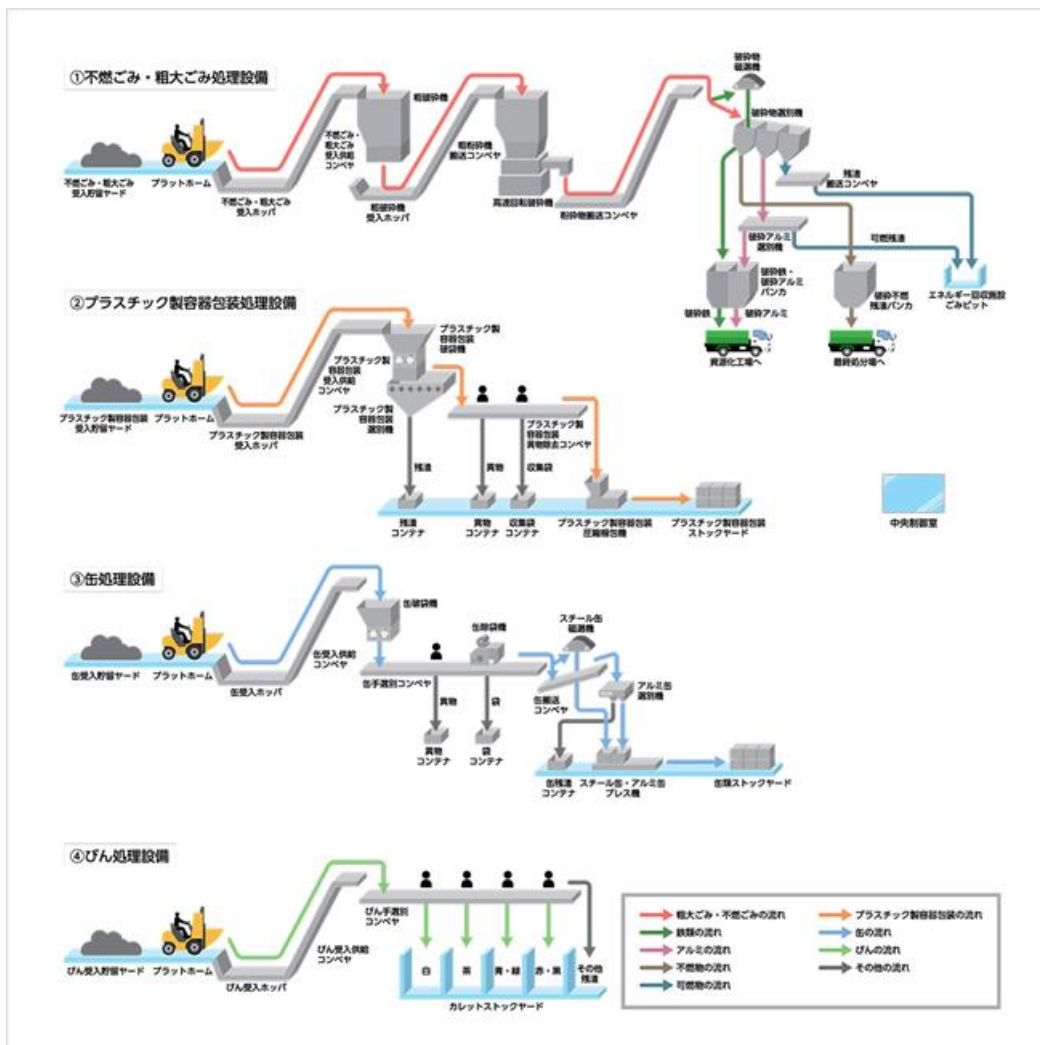 ①不燃ごみ・粗大ごみ処理設備
不燃ごみ・粗大ごみ
受入貯留ヤード
プラットホーム
不燃ごみ・粗大ごみ
受入ホッパ
不燃ごみ・
粗大ごみ
受入供給
コンベヤ
粗破砕機
粗破砕機
受入ホッパ
粗粉砕機
搬送コンベヤ
高速回転破砕機
粉砕物搬送コンベヤ
破砕物
磁選機
破砕物選別機
残渣
搬送コンベヤ
破砕アルミ
選別機
可燃残渣
破砕鉄・
破砕アルミ
バンカ
破砕鉄
破砕アルミ
資源化工場へ
破砕不燃
残渣バンカ
最終処分場へ
エネルギー回収施設
ごみピット
②プラスチック製容器包装処理設備
プラスチック製容器包装
受入貯留ヤード
プラットホーム
プラスチック製容器包装
受入ホッパ
プラスチック製
容器包装
受入供給
コンベヤ
プラスチック製
容器包装
破袋機
プラスチック製
容器包装
選別機
プラスチック製
容器包装
異物除去コンベヤ
残渣
異物
収集袋
残渣
コンテナ
異物
コンテナ
収集袋
コンテナ
プラスチック製容器包装
圧縮梱包機
プラスチック製容器包装
ストックヤード
中央制御室
③缶処理設備
缶受入貯留ヤード
プラットホーム
缶受入ホッパ
缶受入供給
コンベヤ
缶破袋機
缶手選別コンベヤ
缶除袋機
スチール缶
磁選機
缶搬送
コンベヤ
アルミ缶
選別機
異物
袋
異物
コンテナ
袋
コンテナ
缶残渣
コンテナ
スチール缶・アルミ缶
プレス機
缶類ストックヤード
④びん処理設備
びん受入貯留ヤード
プラットホーム
びん受入ホッパ
びん受入供給
コンベヤ
びん手選別
コンベヤ
白
茶
青・緑
赤・黒
その他
残渣
カレットストックヤード
粗大ごみ・不燃ごみの流れ
鉄類の流れ
アルミの流れ
不燃物の流れ
可燃物の流れ
プラスチック製容器包装の流れ
缶の流れ
びんの流れ
その他の流れ